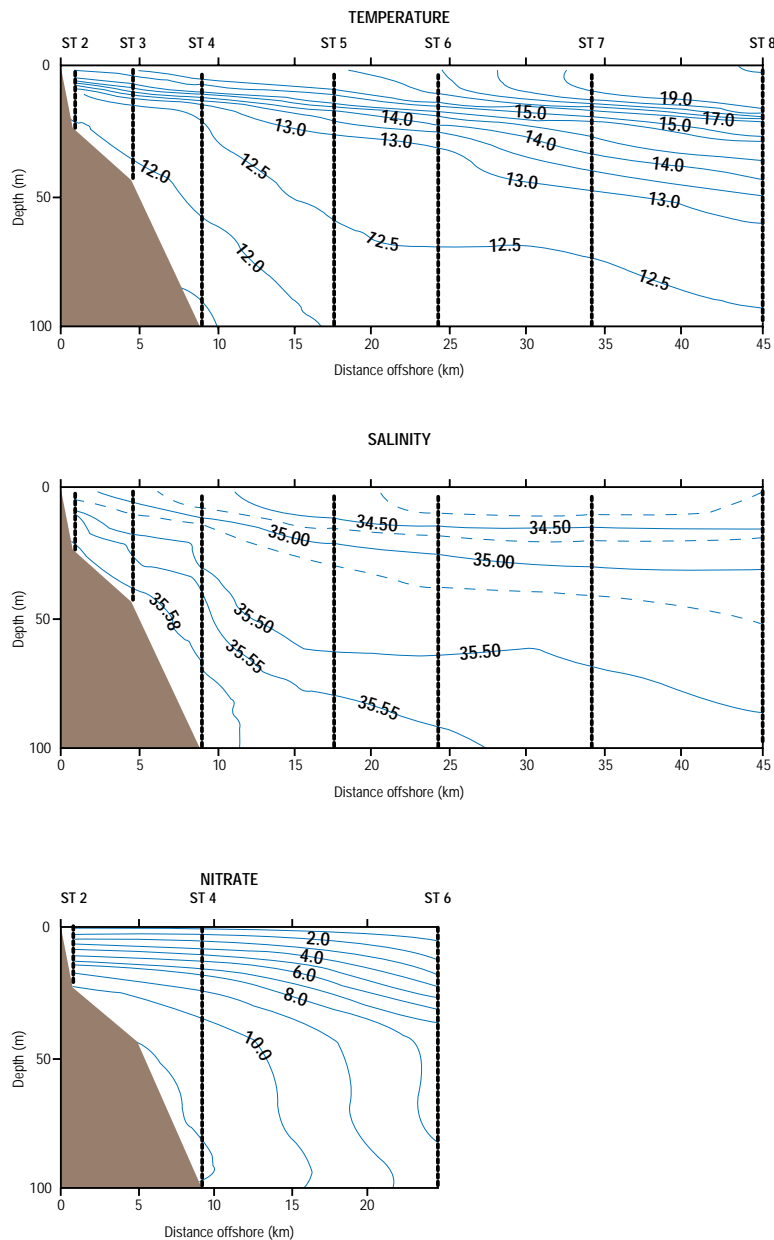 TEMPERATURE
ST 2 ST 3 ST 4 ST 5 ST 6 ST 7 ST 8
0
50
100
Depth (m)
19.0
17.0
15.0 15.0
14.0 14.0 14.0
13.0 13.0 13.0 13.0
12.5 12.5 12.5 12.5
12.0 12.0
0 5 10 15 20 25 30 35 40 45
Distance offshore (km)
SALINITY
0
50
100
Depth (m)
34.50 34.50
35.00 35.00
35.50 35.50
35.55 35.55
35.58
0 5 10 15 20 25 30 35 40 45
Distance offshore (km)
NITRATE
ST 2 ST 4 ST 6
0
50
100
Depth (m)
2.0
4.0
6.0
8.0
10.0
0 5 10 15 20
Distance offshore (km)